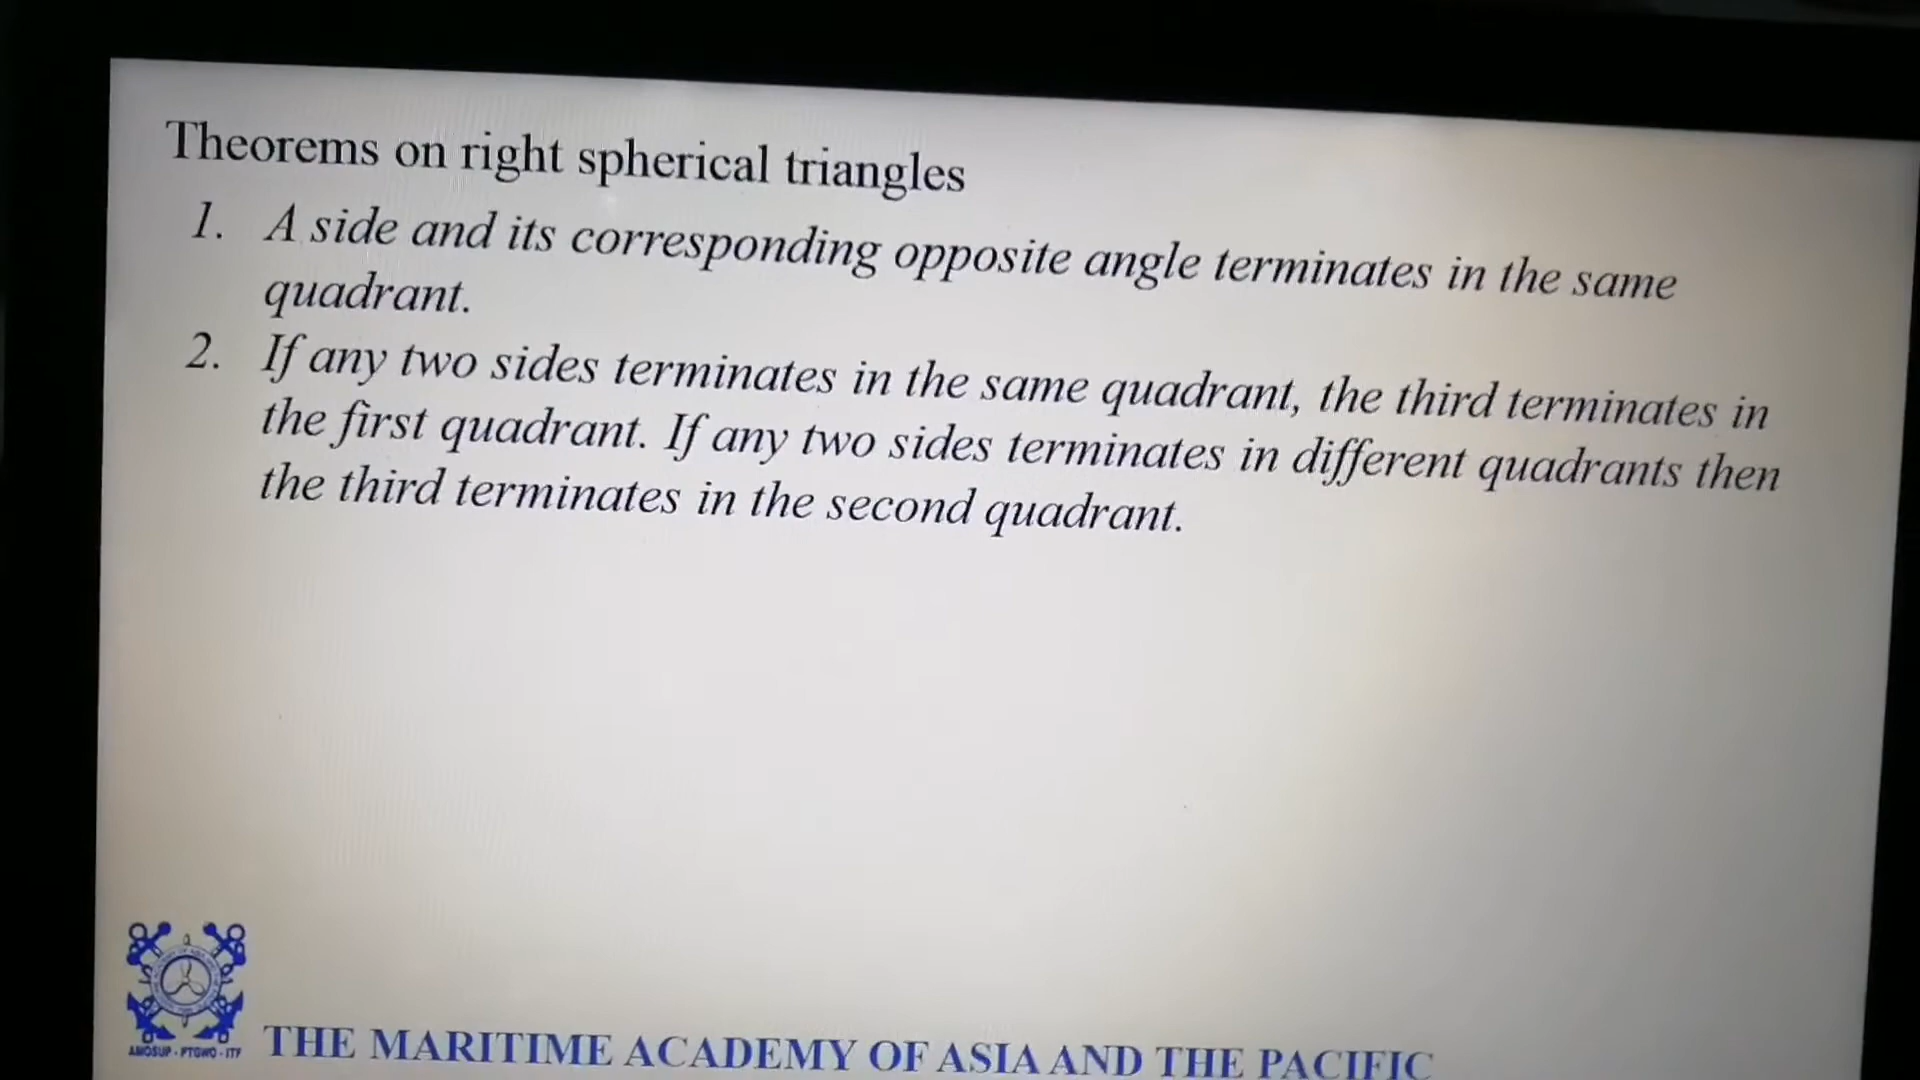 Theorems on right spherical triangles
1. A side and its corresponding opposite angle terminates in the same
quadrant.
2. If any two sides terminates in the same quadrant, the third terminates in
the first quadrant. If any two sides terminates in different quadrants then
the third terminates in the second quadrant.
AMOSUP - PTGWO - ITF
THE MARITIME ACADEMY OF ASIA AND THE PACIFIC